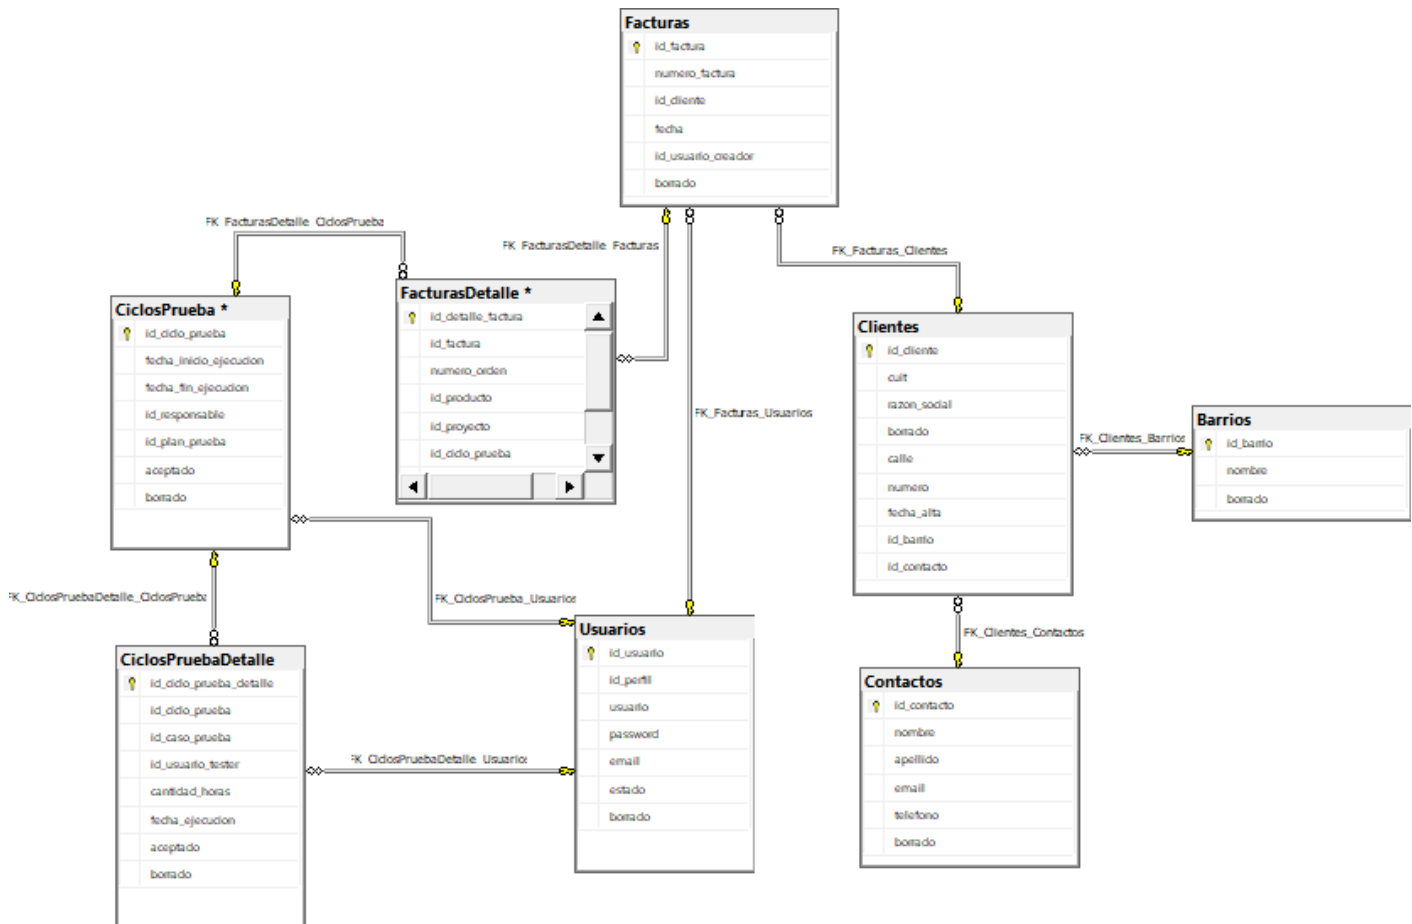 Facturas
id_factura
numero_factura
id_cliente
fecha
id_usuario_creador
borrado
FK_FacturasDetalle_CiclosPrueba
FK_FacturasDetalle_Facturas
FK_Facturas_Clientes
CiclosPrueba *
id_ciclo_prueba
fecha_inicio_ejecucion
fecha_fin_ejecucion
id_responsable
id_plan_prueba
aceptado
borrado
FacturasDetalle *
id_detalle_factura
id_factura
numero_orden
id_producto
id_proyecto
id_ciclo_prueba
FK_Facturas_Usuarios
Clientes
id_cliente
cuit
razon_social
borrado
calle
numero
fecha_alta
id_barrio
id_contacto
FK_Clientes_Barrios
Barrios
id_barrio
nombre
borrado
FK_CiclosPruebaDetalle_CiclosPrueba
FK_CiclosPrueba_Usuarios
FK_Clientes_Contactos
CiclosPruebaDetalle
id_ciclo_prueba_detalle
id_ciclo_prueba
id_caso_prueba
id_usuario_tester
cantidad_horas
fecha_ejecucion
aceptado
borrado
FK_CiclosPruebaDetalle_Usuarios
Usuarios
id_usuario
id_perfil
usuario
password
email
estado
borrado
Contactos
id_contacto
nombre
apellido
email
telefono
borrado